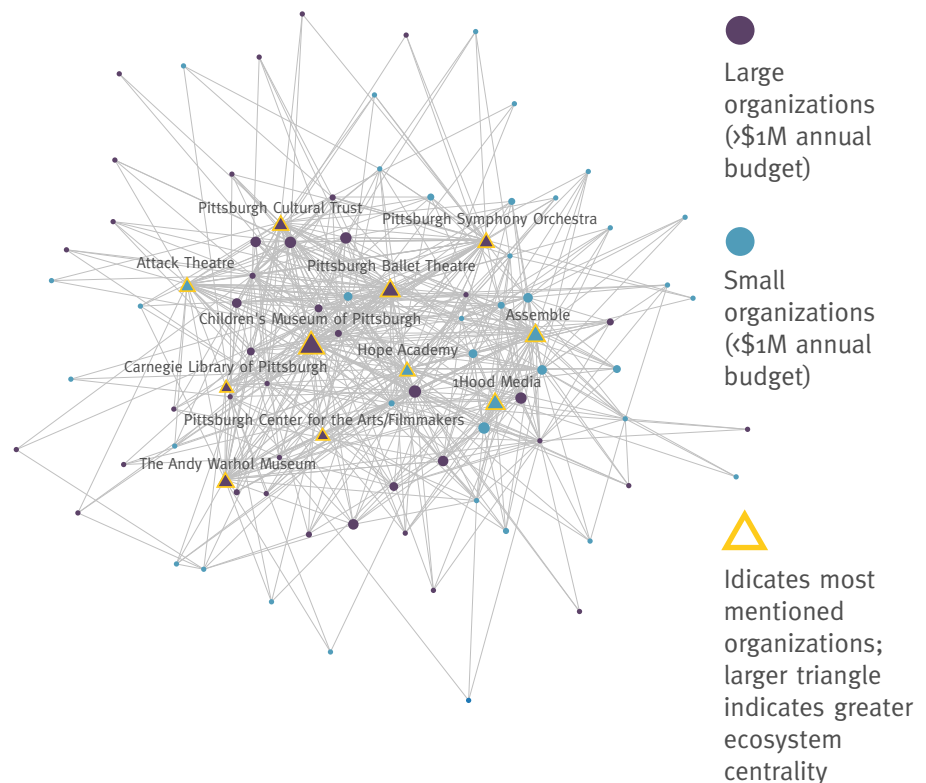 Pittsburgh Cultural Trust
Pittsburgh Symphony Orchestra
Attack Theatre
Pittsburgh Ballet Theatre
Children's Museum of Pittsburgh
Assemble
Hope Academy
Carnegie Library of Pittsburgh
1Hood Media
Pittsburgh Center for the Arts/Filmmakers
The Andy Warhol Museum
Large
organizations
(>$1M annual
budget)
Small
organizations
(<$1M annual
budget)
Idicates most
mentioned
organizations;
larger triangle
indicates greater
ecosystem
centrality